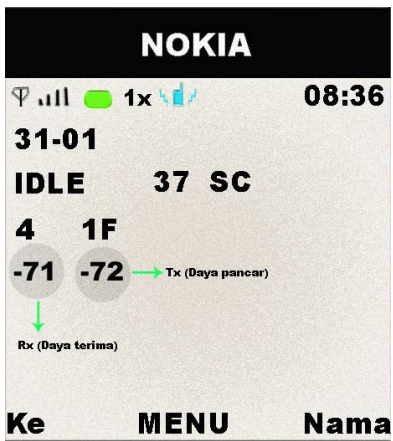 NOKIA
1x 08:36
31-01
IDLE 37 SC
4 1F
-71 -72 Tx (Daya pancar)
Rx (Daya terima)
Ke MENU Nama